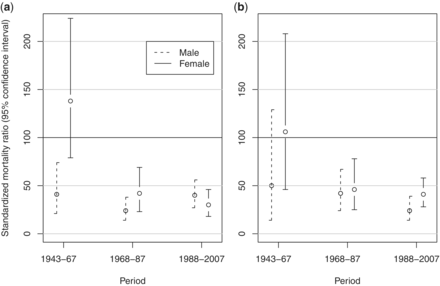 (a)
Standardized mortality ratio (95% confidence interval)
200
150
100
50
0
Male
Female
1943–67
1968–87
1988–2007
Period
(b)
200
150
100
50
0
1943–67
1968–87
1988–2007
Period